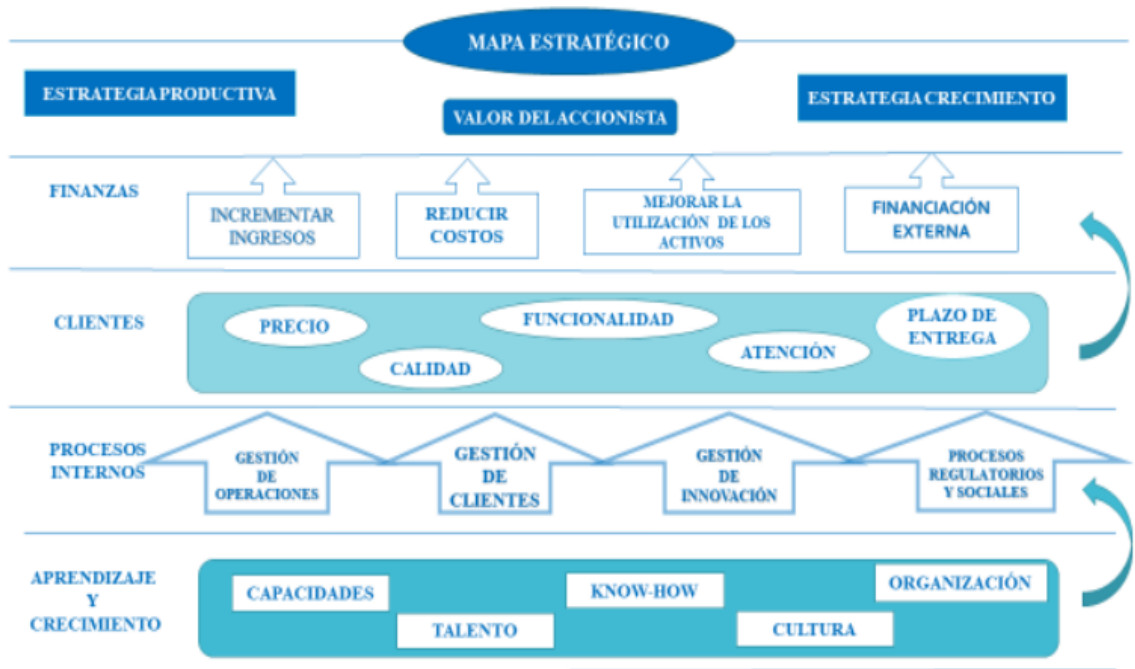 MAPA ESTRATÉGICO
ESTRATEGIA PRODUCTIVA
VALOR DEL ACCIONISTA
ESTRATEGIA CRECIMIENTO
FINANZAS
INCREMENTAR
INGRESOS
REDUCIR
COSTOS
MEJORAR LA
UTILIZACIÓN DE LOS
ACTIVOS
FINANCIACIÓN
EXTERNA
CLIENTES
PRECIO
CALIDAD
FUNCIONALIDAD
ATENCIÓN
PLAZO DE
ENTREGA
PROCESOS
INTERNOS
GESTIÓN
DE
OPERACIONES
GESTIÓN
DE
CLIENTES
GESTIÓN
DE
INNOVACIÓN
PROCESOS
REGULATORIOS
Y SOCIALES
APRENDIZAJE
Y
CRECIMIENTO
CAPACIDADES
TALENTO
KNOW-HOW
CULTURA
ORGANIZACIÓN